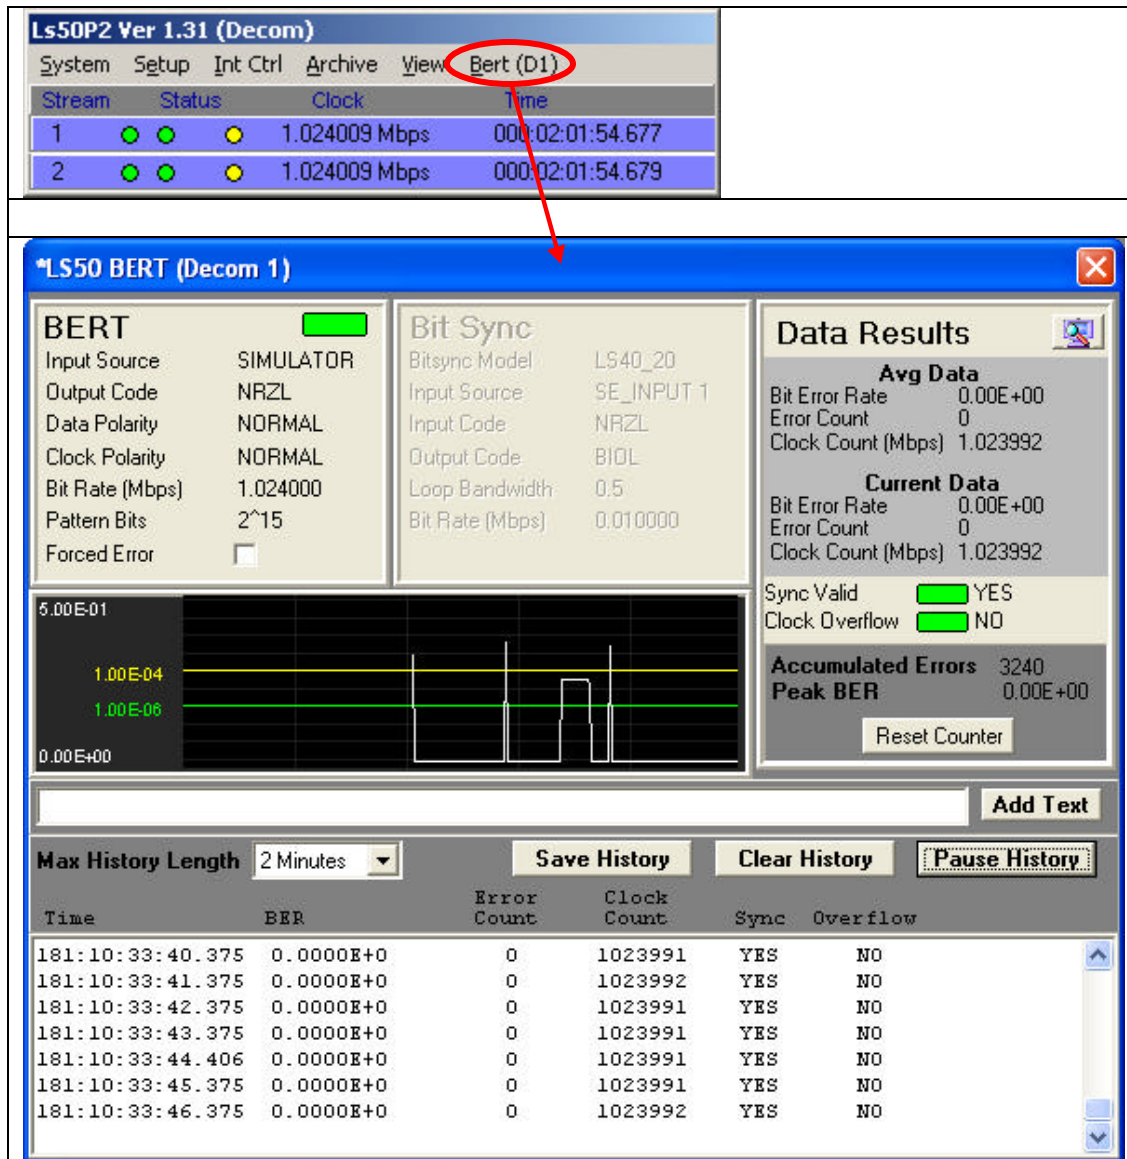 Ls50P2 Ver 1.31 (Decom)
System Setup Int Ctrl Archive View Bert (D1)
Stream Status Clock Time
1 1.024009 Mbps 000:02:01:54.677
2 1.024009 Mbps 000:02:01:54.679
*LS50 BERT (Decom 1)
BERT
Input Source SIMULATOR
Output Code NRZL
Data Polarity NORMAL
Clock Polarity NORMAL
Bit Rate (Mbps) 1.024000
Pattern Bits 2^15
Forced Error
Bit Sync
Bitsync Model LS40_20
Input Source SE_INPUT 1
Input Code NRZL
Output Code BIOL
Loop Bandwidth 0.5
Bit Rate (Mbps) 0.010000
Data Results
Avg Data
Bit Error Rate 0.00E+00
Error Count 0
Clock Count (Mbps) 1.023992
Current Data
Bit Error Rate 0.00E+00
Error Count 0
Clock Count (Mbps) 1.023992
Sync Valid YES
Clock Overflow NO
Accumulated Errors 3240
Peak BER 0.00E+00
Reset Counter
5.00E-01
1.00E-04
1.00E-06
0.00E+00
Add Text
Max History Length 2 Minutes Save History Clear History Pause History
Time BER Error Count Clock Count Sync Overflow
181:10:33:40.375 0.0000E+0 0 1023991 YES NO
181:10:33:41.375 0.0000E+0 0 1023992 YES NO
181:10:33:42.375 0.0000E+0 0 1023991 YES NO
181:10:33:43.375 0.0000E+0 0 1023991 YES NO
181:10:33:44.406 0.0000E+0 0 1023991 YES NO
181:10:33:45.375 0.0000E+0 0 1023991 YES NO
181:10:33:46.375 0.0000E+0 0 1023992 YES NO